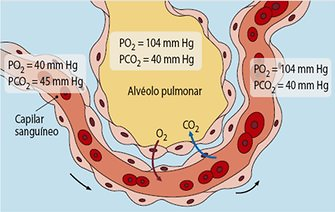 PO2 = 40 mm Hg
PCO2 = 45 mm Hg
PO2 = 104 mm Hg
PCO2 = 40 mm Hg
PO2 = 104 mm Hg
PCO2 = 40 mm Hg
Alvéolo pulmonar
Capilar
sanguíneo
O2
CO2